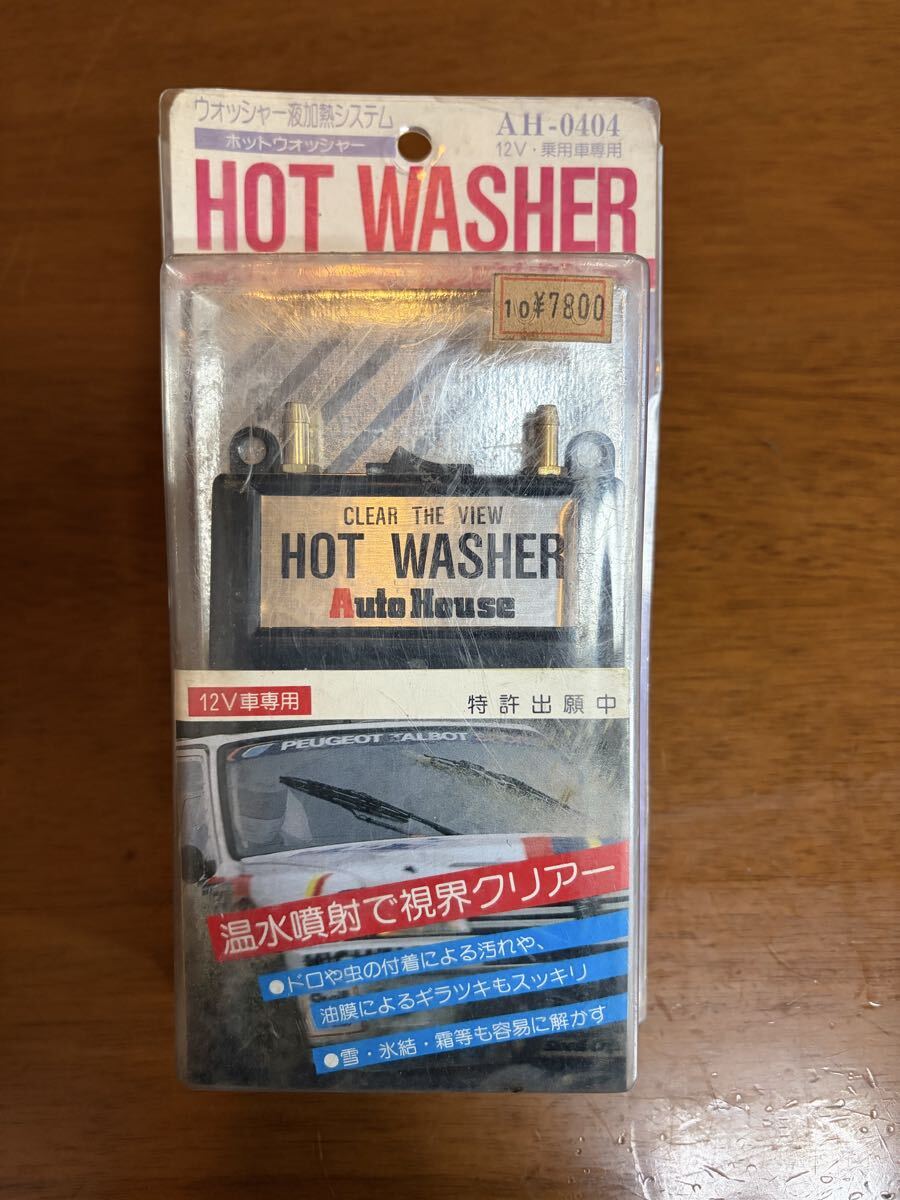 ウォッシャー液加熱システム
ホットウォッシャー
AH-0404
12V・乗用車専用
HOT WASHER
10¥7800
CLEAR THE VIEW
HOT WASHER
Auto House
12V車専用
特許出願中
PEUGEOT TALBOT
温水噴射で視界クリアー
●ドロや虫の付着による汚れや、
油膜によるギラツキもスッキリ
●雪・氷結・霜等も容易に解かす